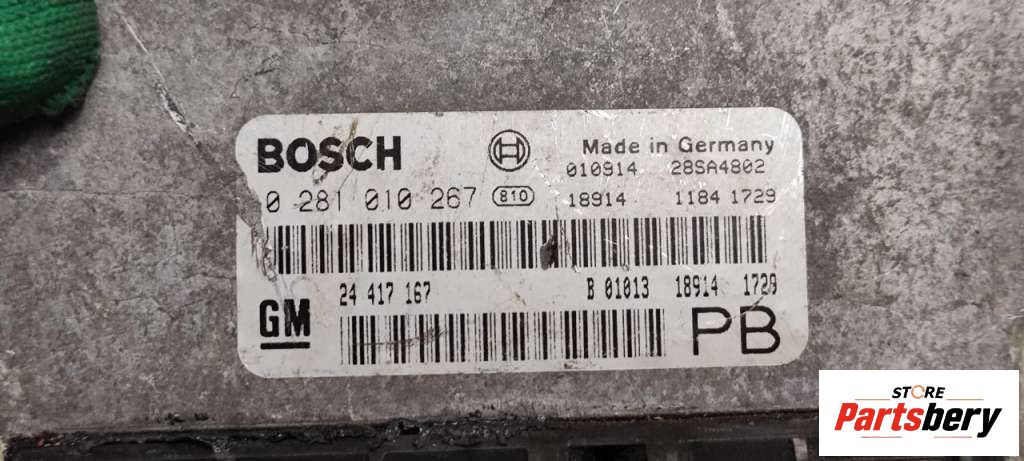 BOSCH Made in Germany
010914 28SA4802
0 281 010 267 810 18914 1184 1729
24 417 167 B 01013 18914 1729
GM PB
STORE
Partsbery